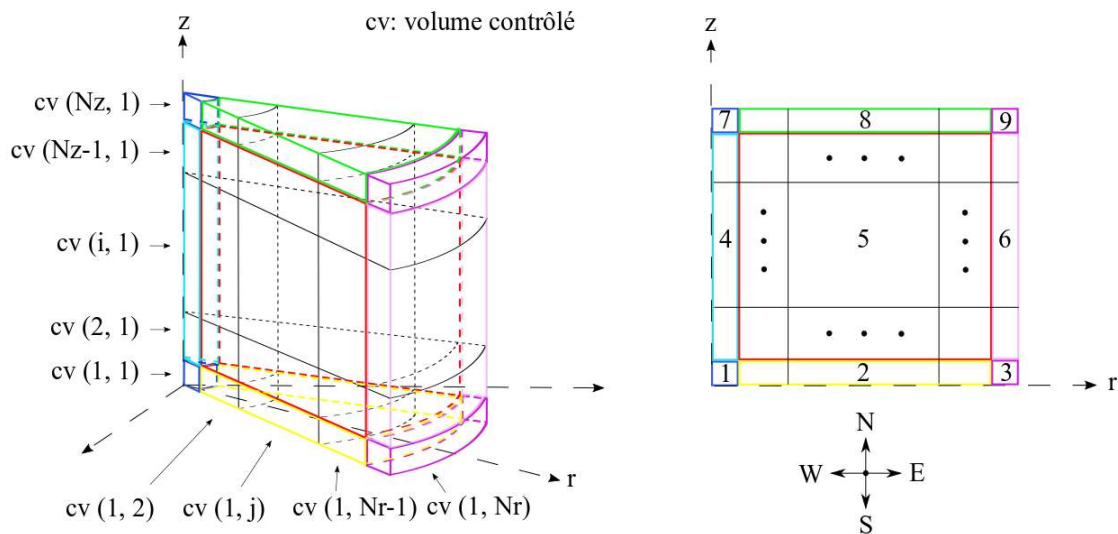 z
cv: volume contrôlé
cv (Nz, 1)
cv (Nz-1, 1)
cv (i, 1)
cv (2, 1)
cv (1, 1)
r
cv (1, 2)
cv (1, j)
cv (1, Nr-1)
cv (1, Nr)
z
7 8 9
4 5 6
1 2 3
r
N
W E
S